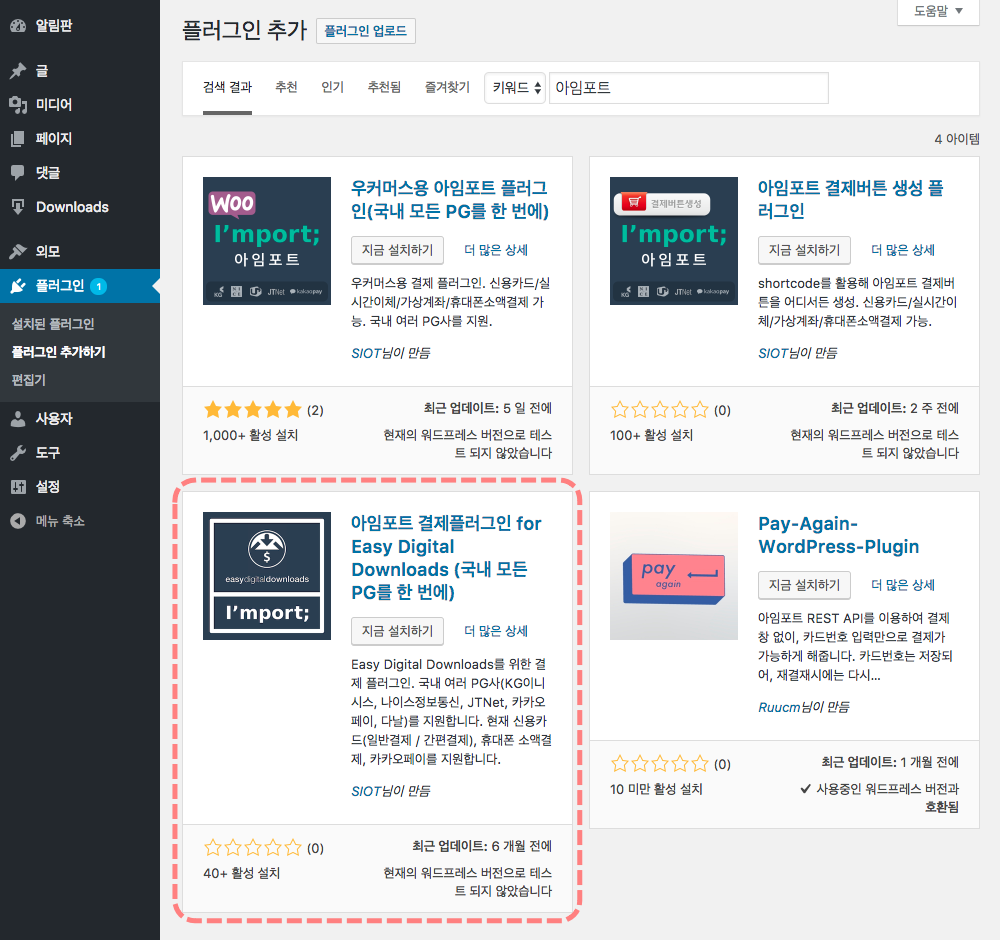 알림판
글
미디어
페이지
댓글
Downloads
외모
플러그인 1
설치된 플러그인
플러그인 추가하기
편집기
사용자
도구
설정
메뉴 축소
도움말
플러그인 추가 플러그인 업로드
검색 결과 추천 인기 추천됨 즐겨찾기 키워드 아임포트
4 아이템
WOO
I'mport;
아임포트
KG JTNet kakaopay
우커머스용 아임포트 플러그
인(국내 모든 PG를 한 번에)
지금 설치하기 더 많은 상세
우커머스용 결제 플러그인. 신용카드/실
시간이체/가상계좌/휴대폰소액결제 가
능. 국내 여러 PG사를 지원.
SIOT님이 만듦
(2)
1,000+ 활성 설치
최근 업데이트: 5 일 전에
현재의 워드프레스 버전으로 테스
트 되지 않았습니다
결제버튼생성
I'mport;
아임포트
KG JTNet kakaopay
아임포트 결제버튼 생성 플
러그인
지금 설치하기 더 많은 상세
shortcode를 활용해 아임포트 결제버
튼을 어디서든 생성. 신용카드/실시간이
체/가상계좌/휴대폰소액결제 가능.
SIOT님이 만듦
(0)
100+ 활성 설치
최근 업데이트: 2 주 전에
현재의 워드프레스 버전으로 테스
트 되지 않았습니다
$
easydigitaldownloads
I'mport;
아임포트 결제플러그인 for
Easy Digital
Downloads (국내 모든
PG를 한 번에)
지금 설치하기 더 많은 상세
Easy Digital Downloads를 위한 결
제 플러그인. 국내 여러 PG사(KG이니
시스, 나이스정보통신, JTNet, 카카오
페이, 다날)를 지원합니다. 현재 신용카
드(일반결제 / 간편결제), 휴대폰 소액결
제, 카카오페이를 지원합니다.
SIOT님이 만듦
(0)
40+ 활성 설치
최근 업데이트: 6 개월 전에
현재의 워드프레스 버전으로 테스
트 되지 않았습니다
pay
again
Pay-Again-
WordPress-Plugin
지금 설치하기 더 많은 상세
아임포트 REST API를 이용하여 결제
창 없이, 카드번호 입력만으로 결제가
가능하게 해줍니다. 카드번호는 저장되
어, 재결재시에는 다시...
Ruucm님이 만듦
(0)
10 미만 활성 설치
최근 업데이트: 1 개월 전에
✔ 사용중인 워드프레스 버전과
호환됨